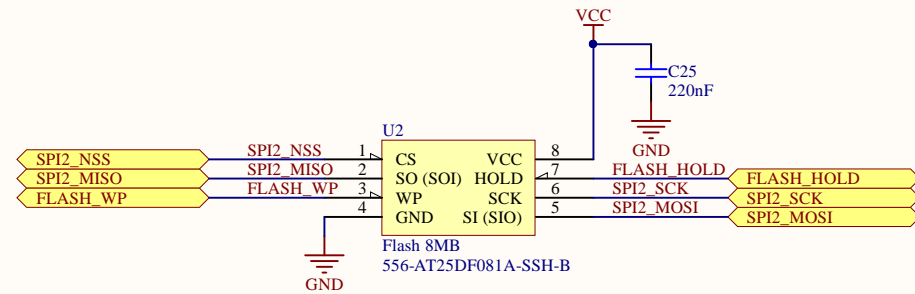 VCC
C25
220nF
GND
U2
SPI2_NSS SPI2_NSS 1 CS VCC 8
SPI2_MISO SPI2_MISO 2 SO (SOI) HOLD 7 FLASH_HOLD FLASH_HOLD
FLASH_WP FLASH_WP 3 WP SCK 6 SPI2_SCK SPI2_SCK
4 GND SI (SIO) 5 SPI2_MOSI SPI2_MOSI
Flash 8MB
556-AT25DF081A-SSH-B
GND